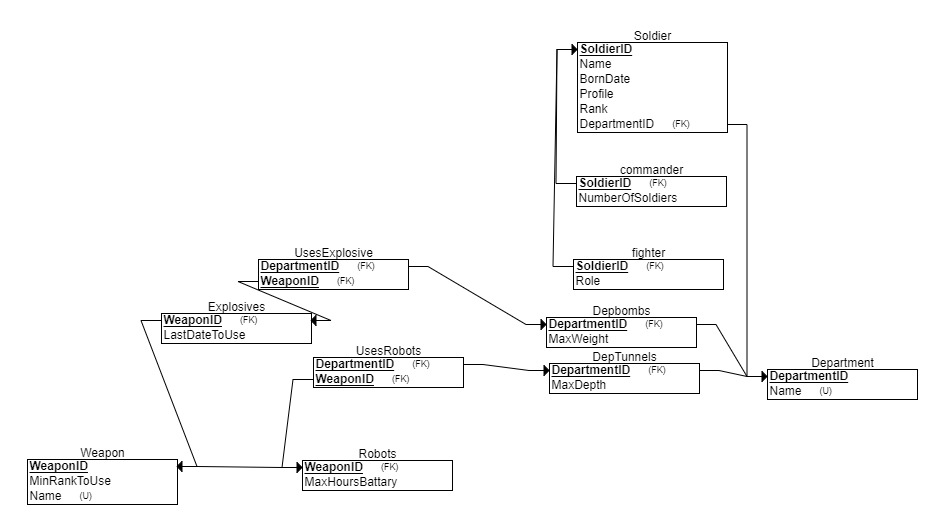 Soldier
SoldierID
Name
BornDate
Profile
Rank
DepartmentID (FK)
commander
SoldierID (FK)
NumberOfSoldiers
fighter
SoldierID (FK)
Role
UsesExplosive
DepartmentID (FK)
WeaponID (FK)
Explosives
WeaponID (FK)
LastDateToUse
Depbombs
DepartmentID (FK)
MaxWeight
UsesRobots
DepartmentID (FK)
WeaponID (FK)
DepTunnels
DepartmentID (FK)
MaxDepth
Department
DepartmentID
Name (U)
Weapon
WeaponID
MinRankToUse
Name (U)
Robots
WeaponID (FK)
MaxHoursBattary